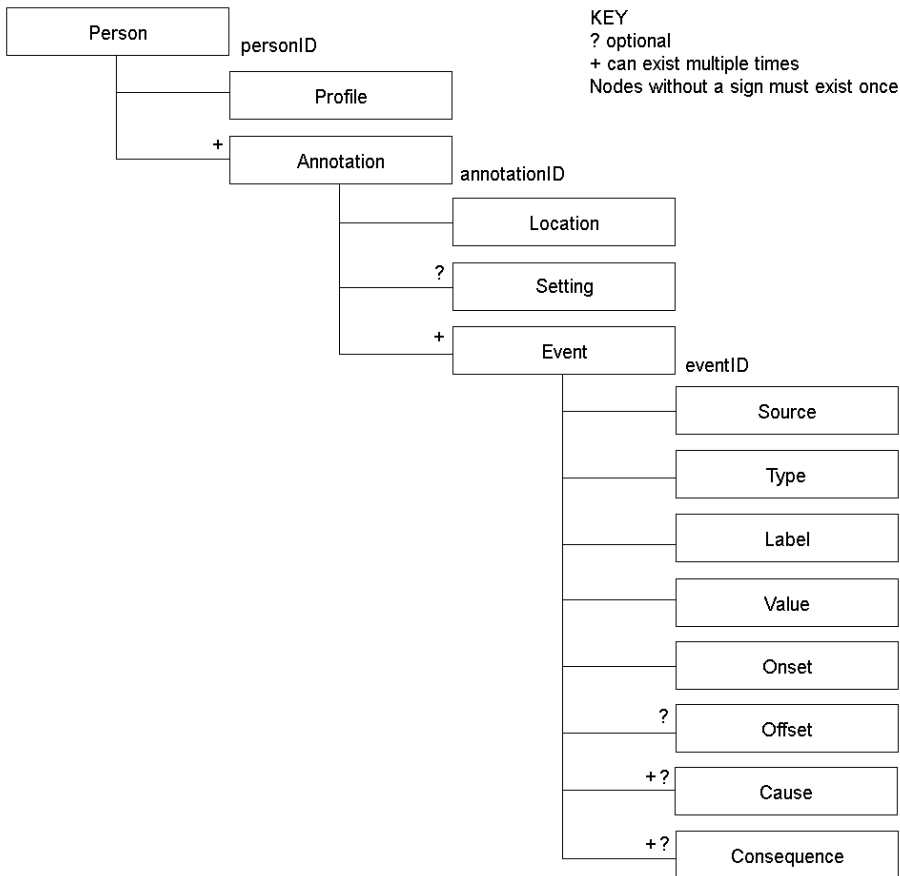 KEY
? optional
+ can exist multiple times
Nodes without a sign must exist once
Person
personID
Profile
+
Annotation
annotationID
Location
?
Setting
+
Event
eventID
Source
Type
Label
Value
Onset
?
Offset
+ ?
Cause
+ ?
Consequence